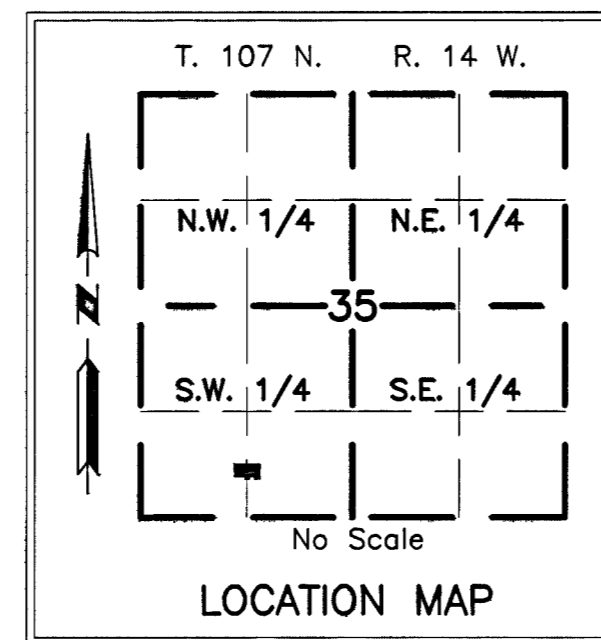 T. 107 N. R. 14 W.
N.W. 1/4 N.E. 1/4
35
S.W. 1/4 S.E. 1/4
No Scale
LOCATION MAP